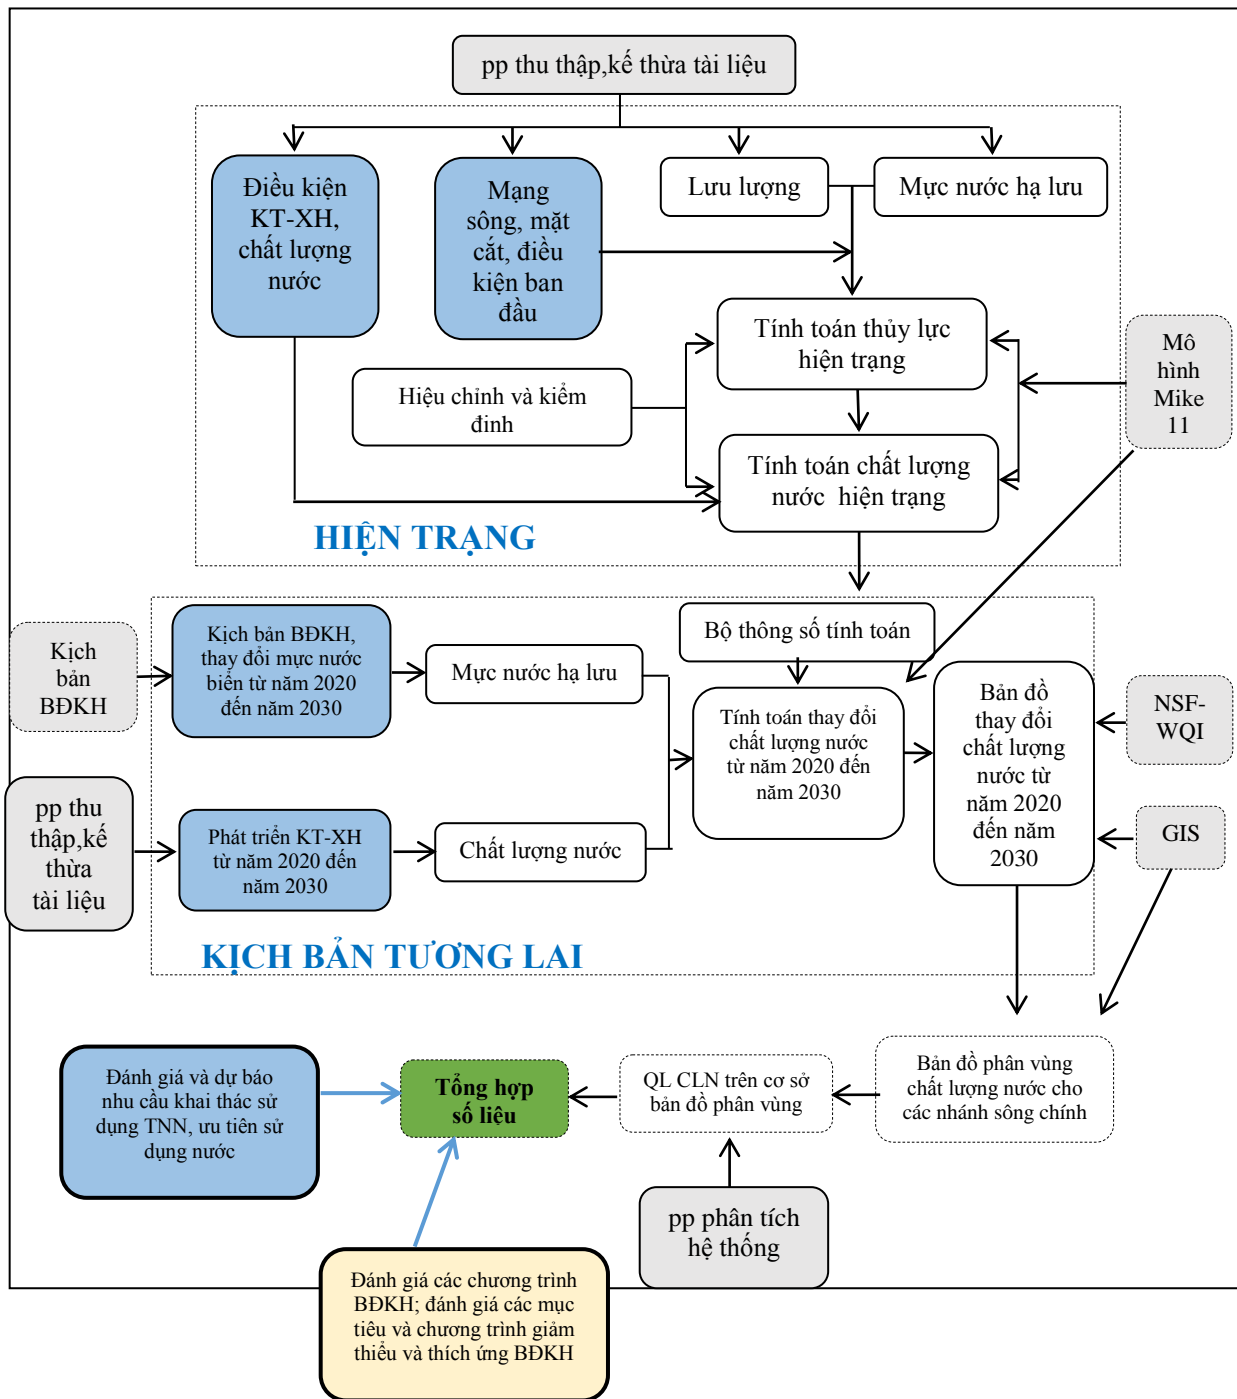 pp thu thập,kế thừa tài liệu
Điều kiện
KT-XH,
chất lượng
nước
Mạng
sông, mặt
cắt, điều
kiện ban
đầu
Lưu lượng
Mực nước hạ lưu
Tính toán thủy lực
hiện trạng
Mô
hình
Mike
11
Hiệu chỉnh và kiểm
đinh
Tính toán chất lượng
nước hiện trạng
HIỆN TRẠNG
Kịch
bản
BĐKH
Kịch bản BĐKH,
thay đổi mực nước
biển từ năm 2020
đến năm 2030
Mực nước hạ lưu
Bộ thông số tính toán
Tính toán thay đổi
chất lượng nước
từ năm 2020 đến
năm 2030
Bản đồ
thay đổi
chất lượng
nước từ
năm 2020
đến năm
2030
NSF-
WQI
GIS
pp thu
thập,kế
thừa
tài liệu
Phát triển KT-XH
từ năm 2020 đến
năm 2030
Chất lượng nước
KỊCH BẢN TƯƠNG LAI
Đánh giá và dự báo
nhu cầu khai thác sử
dụng TNN, ưu tiên sử
dụng nước
Tổng hợp
số liệu
QL CLN trên cơ sở
bản đồ phân vùng
Bản đồ phân vùng
chất lượng nước cho
các nhánh sông chính
pp phân tích
hệ thống
Đánh giá các chương trình
BĐKH; đánh giá các mục
tiêu và chương trình giảm
thiểu và thích ứng BĐKH